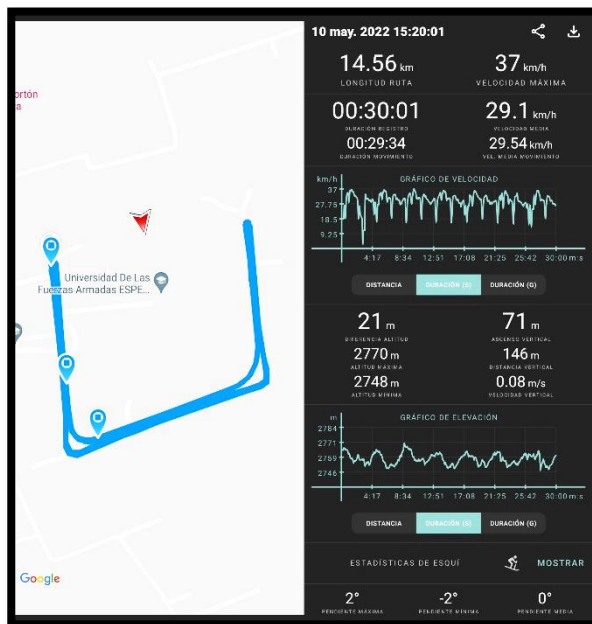 ortón
a
Universidad De Las
Fuerzas Armadas ESPE...
Google
10 may. 2022 15:20:01
14.56 km
LONGITUD RUTA
37 km/h
VELOCIDAD MÁXIMA
00:30:01
DURACIÓN REGISTRO
29.1 km/h
VELOCIDAD MEDIA
00:29:34
DURACIÓN MOVIMIENTO
29.54 km/h
VEL. MEDIA MOVIMIENTO
km/h
GRÁFICO DE VELOCIDAD
37
27.75
18.5
9.25
4:17 8:34 12:51 17:08 21:25 25:42 30:00 m:s
DISTANCIA
DURACIÓN (S)
DURACIÓN (G)
21 m
DIFERENCIA ALTITUD
71 m
ASCENSO VERTICAL
2770 m
ALTITUD MÁXIMA
146 m
DISTANCIA VERTICAL
2748 m
ALTITUD MÍNIMA
0.08 m/s
VELOCIDAD VERTICAL
m
GRÁFICO DE ELEVACIÓN
2784
2771
2759
2746
4:17 8:34 12:51 17:08 21:25 25:42 30:00 m:s
DISTANCIA
DURACIÓN (S)
DURACIÓN (G)
ESTADÍSTICAS DE ESQUÍ
MOSTRAR
2°
PENDIENTE MÁXIMA
-2°
PENDIENTE MÍNIMA
0°
PENDIENTE MEDIA